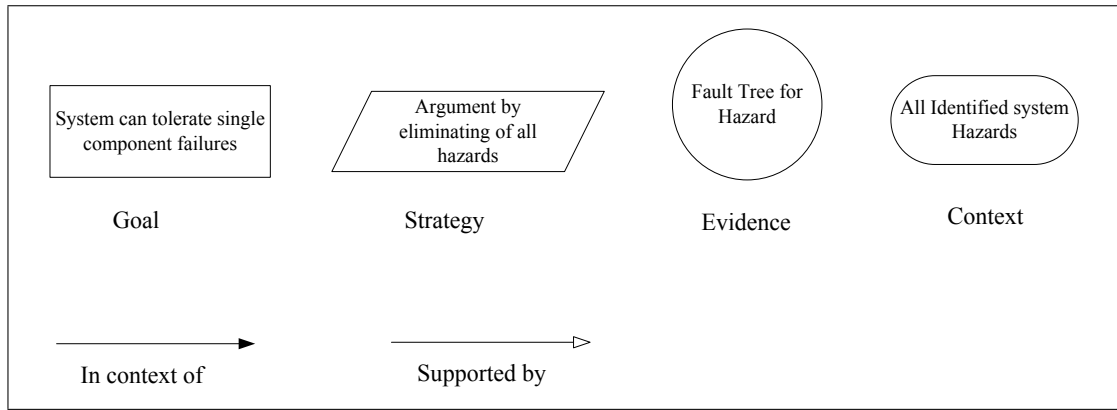 System can tolerate single
component failures
Argument by
eliminating of all
hazards
Fault Tree for
Hazard
All Identified system
Hazards
Goal
Strategy
Evidence
Context
In context of
Supported by